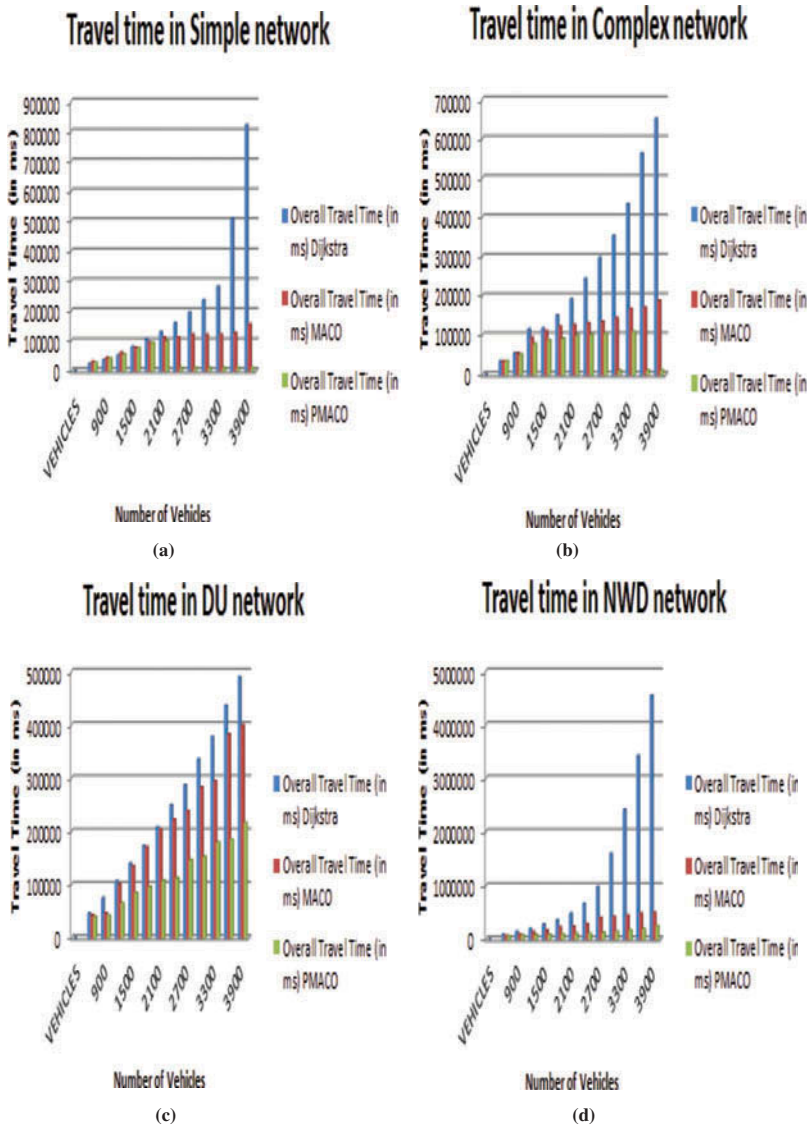 Travel time in Simple network
Travel Time (in ms)
900000
800000
700000
600000
500000
400000
300000
200000
100000
0
VEHICLES
900
1500
2100
2700
3300
3900
Number of Vehicles
Overall Travel Time (in
ms) Dijkstra
Overall Travel Time (in
ms) MACO
Overall Travel Time (in
ms) PMACO
(a)
Travel time in Complex network
Travel Time (in ms)
700000
600000
500000
400000
300000
200000
100000
0
VEHICLES
900
1500
2100
2700
3300
3900
Number of Vehicles
Overall Travel Time (in
ms) Dijkstra
Overall Travel Time (in
ms) MACO
Overall Travel Time (in
ms) PMACO
(b)
Travel time in DU network
Travel Time (in ms)
500000
400000
300000
200000
100000
0
VEHICLES
900
1500
2100
2700
3300
3900
Number of Vehicles
Overall Travel Time (in
ms) Dijkstra
Overall Travel Time (in
ms) MACO
Overall Travel Time (in
ms) PMACO
(c)
Travel time in NWD network
Travel Time (in ms)
5000000
4000000
3000000
2000000
1000000
0
VEHICLES
900
1500
2100
2700
3300
3900
Number of Vehicles
Overall Travel Time (in
ms) Dijkstra
Overall Travel Time (in
ms) MACO
Overall Travel Time (in
ms) PMACO
(d)